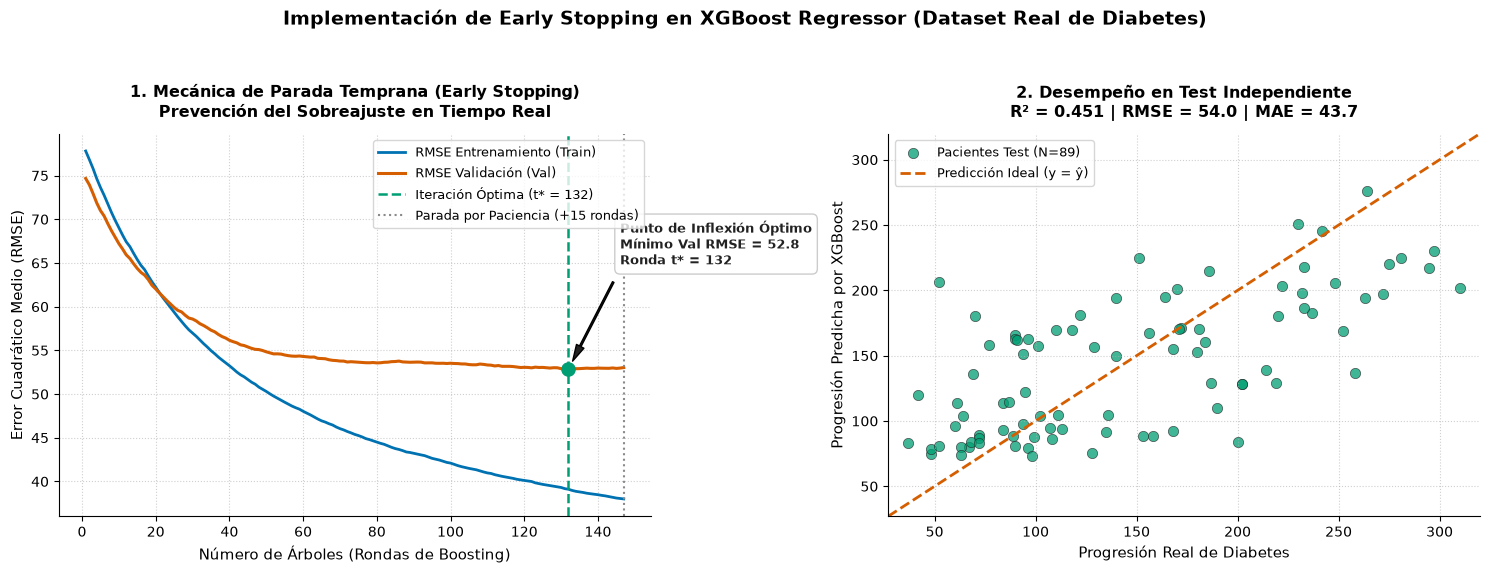 Implementación de Early Stopping en XGBoost Regressor (Dataset Real de Diabetes)
1. Mecánica de Parada Temprana (Early Stopping)
Prevención del Sobreajuste en Tiempo Real
Error Cuadrático Medio (RMSE)
75
70
65
60
55
50
45
40
RMSE Entrenamiento (Train)
RMSE Validación (Val)
Iteración Óptima (t* = 132)
Parada por Paciencia (+15 rondas)
Punto de Inflexión Óptimo
Mínimo Val RMSE = 52.8
Ronda t* = 132
0 20 40 60 80 100 120 140
Número de Árboles (Rondas de Boosting)
2. Desempeño en Test Independiente
R² = 0.451 | RMSE = 54.0 | MAE = 43.7
Progresión Predicha por XGBoost
300
250
200
150
100
50
Pacientes Test (N=89)
Predicción Ideal (y = ŷ)
50 100 150 200 250 300
Progresión Real de Diabetes